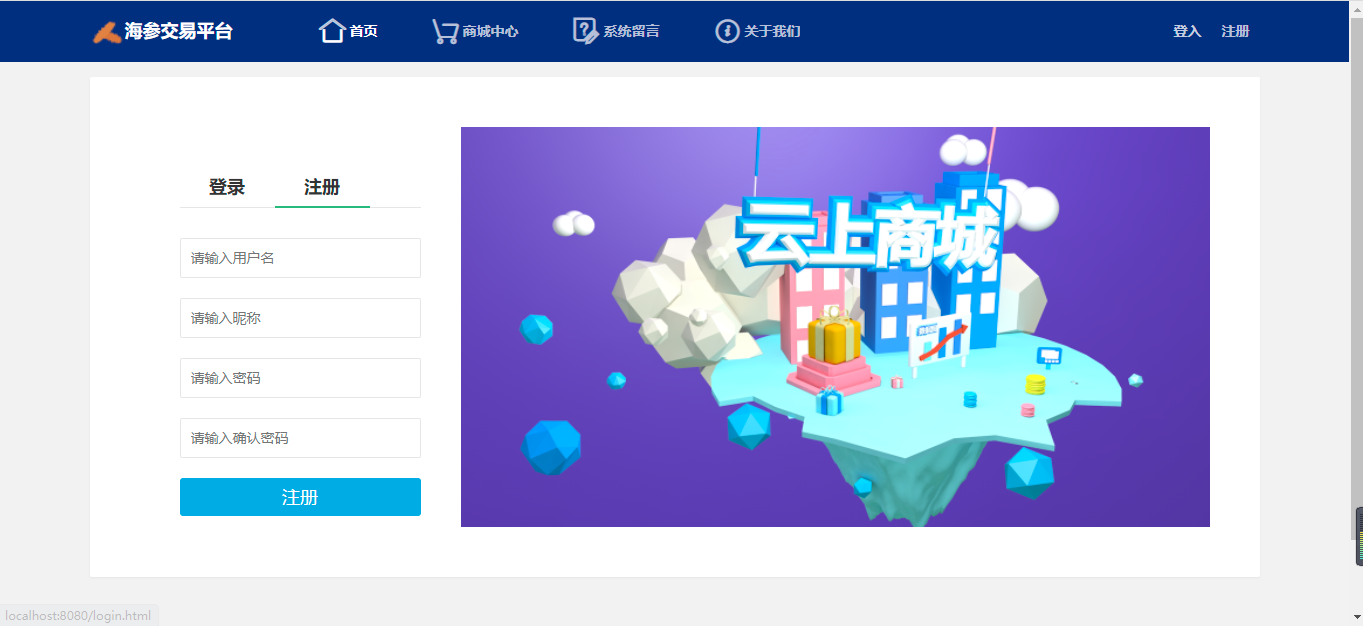 海参交易平台 首页 商城中心 系统留言 关于我们 登入 注册
登录 注册
请输入用户名
请输入昵称
请输入密码
请输入确认密码
注册
云上商城
localhost:8080/login.html